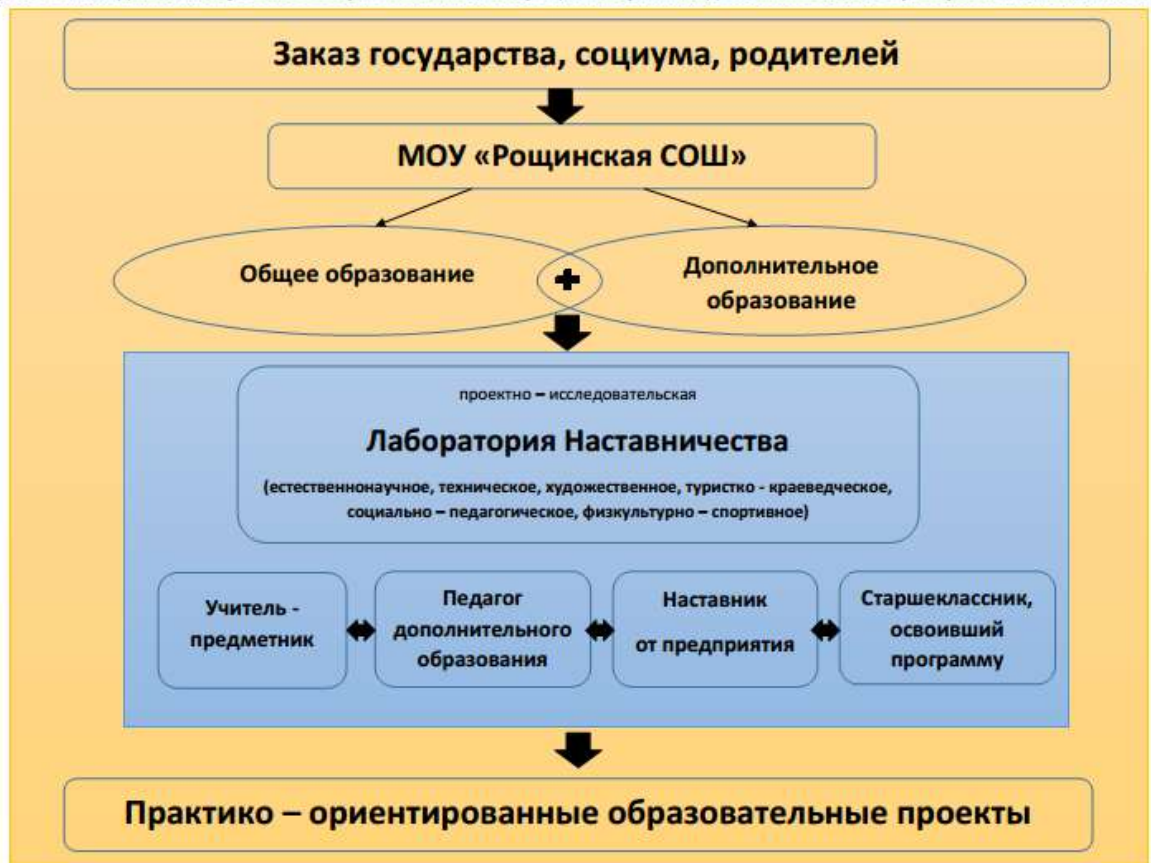 Заказ государства, социума, родителей
МОУ «Рощинская СОШ»
Общее образование
+
Дополнительное
образование
проектно – исследовательская
Лаборатория Наставничества
(естественнонаучное, техническое, художественное, туристко - краеведческое,
социально – педагогическое, физкультурно – спортивное)
Учитель -
предметник
Педагог
дополнительного
образования
Наставник
от предприятия
Старшеклассник,
освоивший
программу
Практико – ориентированные образовательные проекты